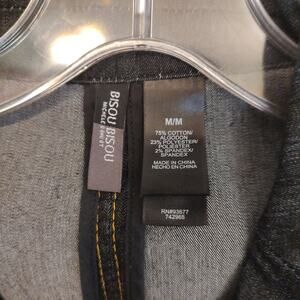 BISOU BISOU
MICHELE BOHBOT
M/M
75% COTTON/
ALGODON
23% POLYESTER/
POLIESTER
2% SPANDEX/
SPANDEX
MADE IN CHINA
HECHO EN CHINA
RN#93677
742965